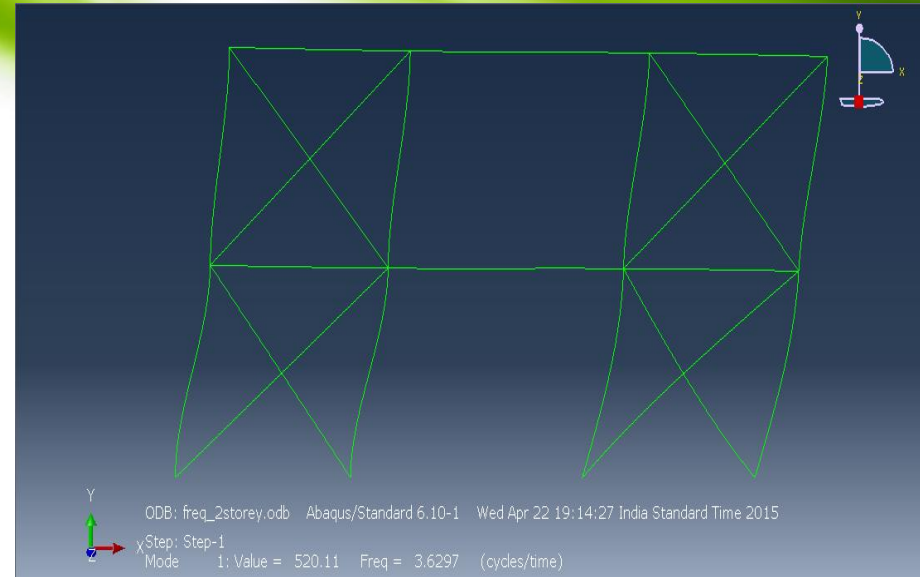 Y
X
Z
Y
X
Z
ODB: freq_2storey.odb Abaqus/Standard 6.10-1 Wed Apr 22 19:14:27 India Standard Time 2015
Step: Step-1
Mode 1: Value = 520.11 Freq = 3.6297 (cycles/time)